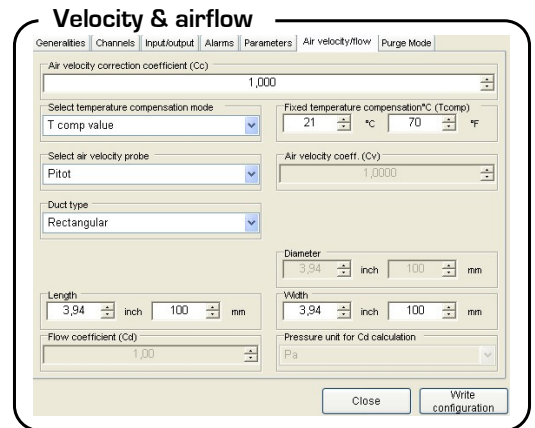 Velocity & airflow
Generalities Channels Input/output Alarms Parameters Air velocity/flow Purge Mode
Air velocity correction coefficient (Cc)
1,000
Select temperature compensation mode Fixed temperature compensation°C (Tcomp)
T comp value 21 °C 70 °F
Select air velocity probe Air velocity coeff. (Cv)
Pitot 1,0000
Duct type
Rectangular
Diameter
3,94 inch 100 mm
Length Width
3,94 inch 100 mm 3,94 inch 100 mm
Flow coefficient (Cd) Pressure unit for Cd calculation
1,00 Pa
Close Write configuration